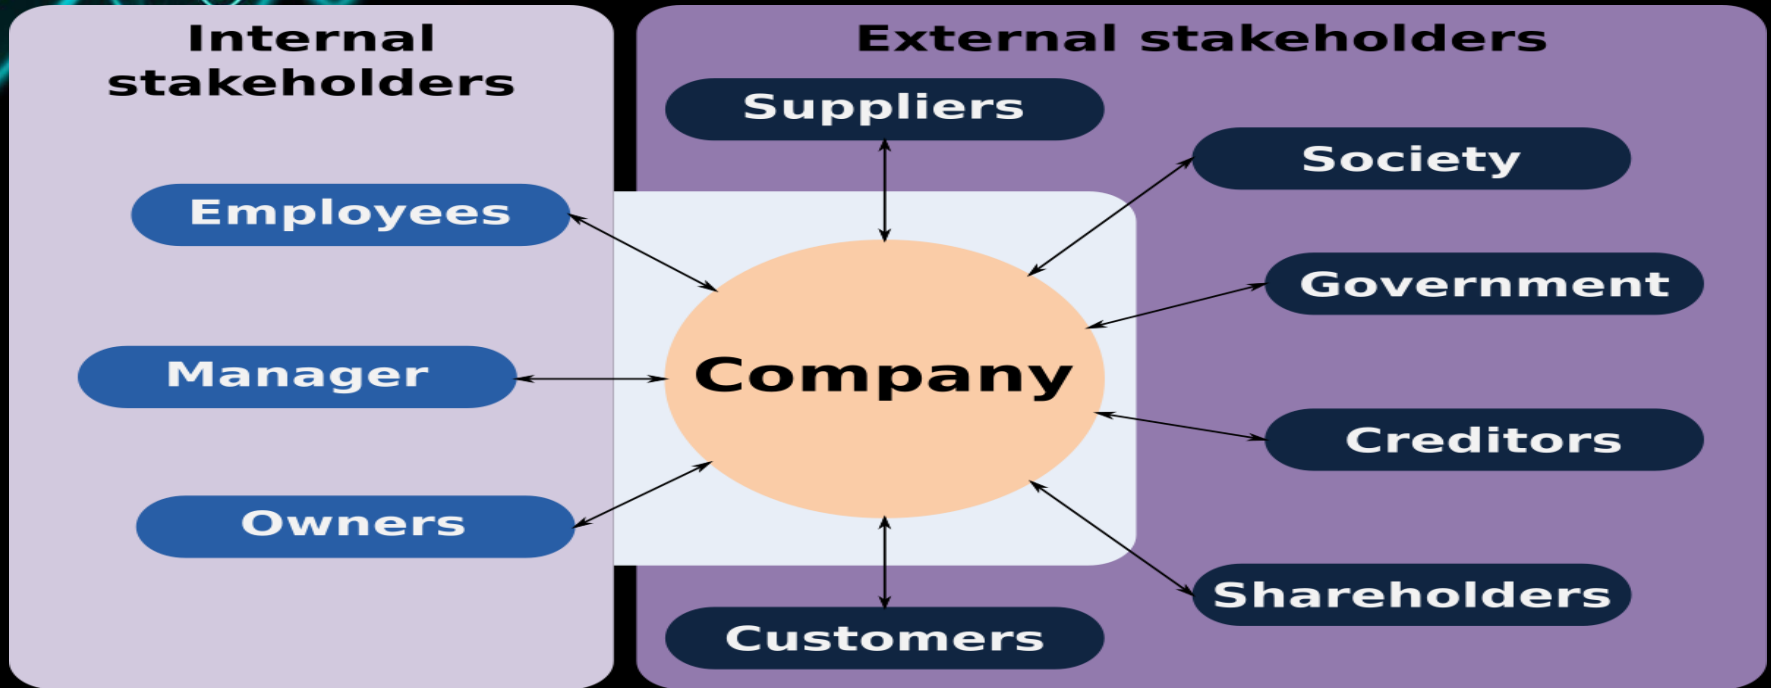 Internal
stakeholders
Employees
Manager
Owners
External stakeholders
Suppliers
Society
Government
Company
Creditors
Shareholders
Customers